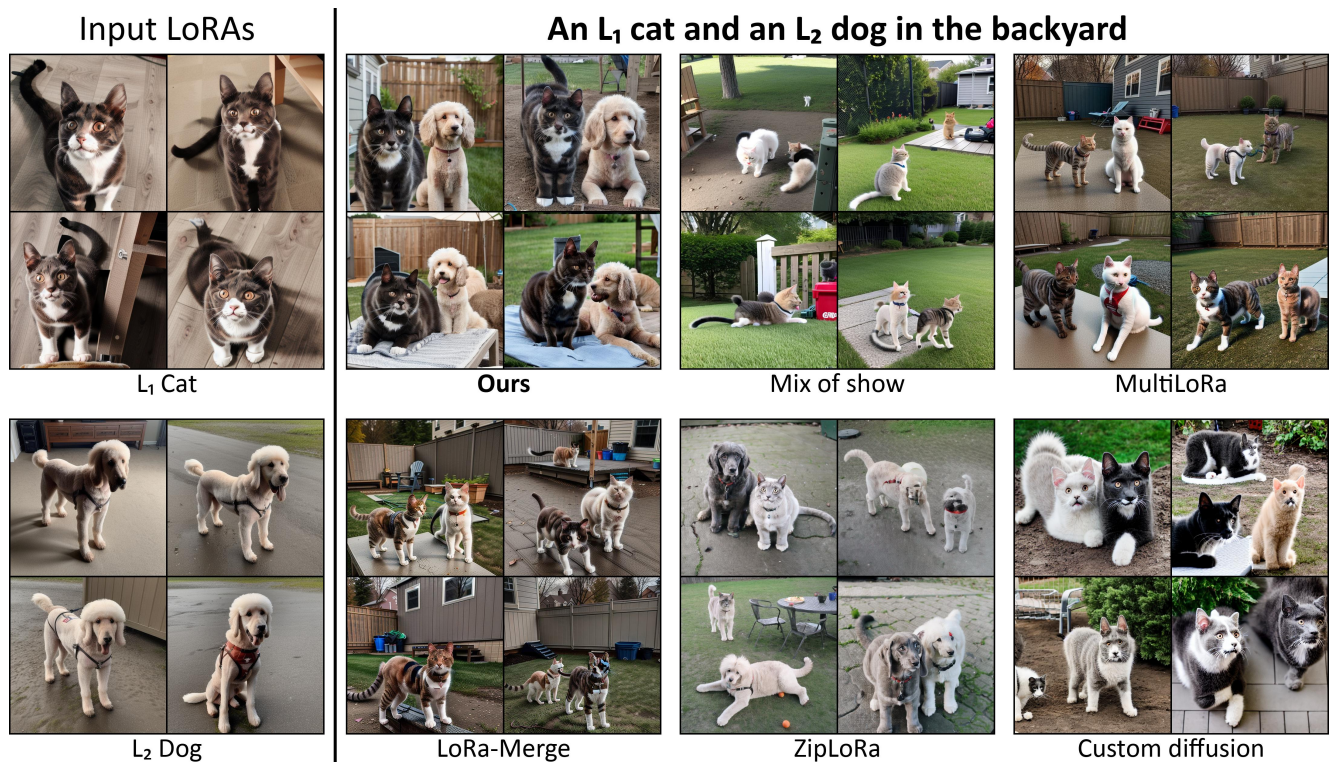 Input LoRAs
An L₁ cat and an L₂ dog in the backyard
L₁ Cat
Ours
Mix of show
MultiLoRa
L₂ Dog
LoRa-Merge
ZipLoRa
Custom diffusion